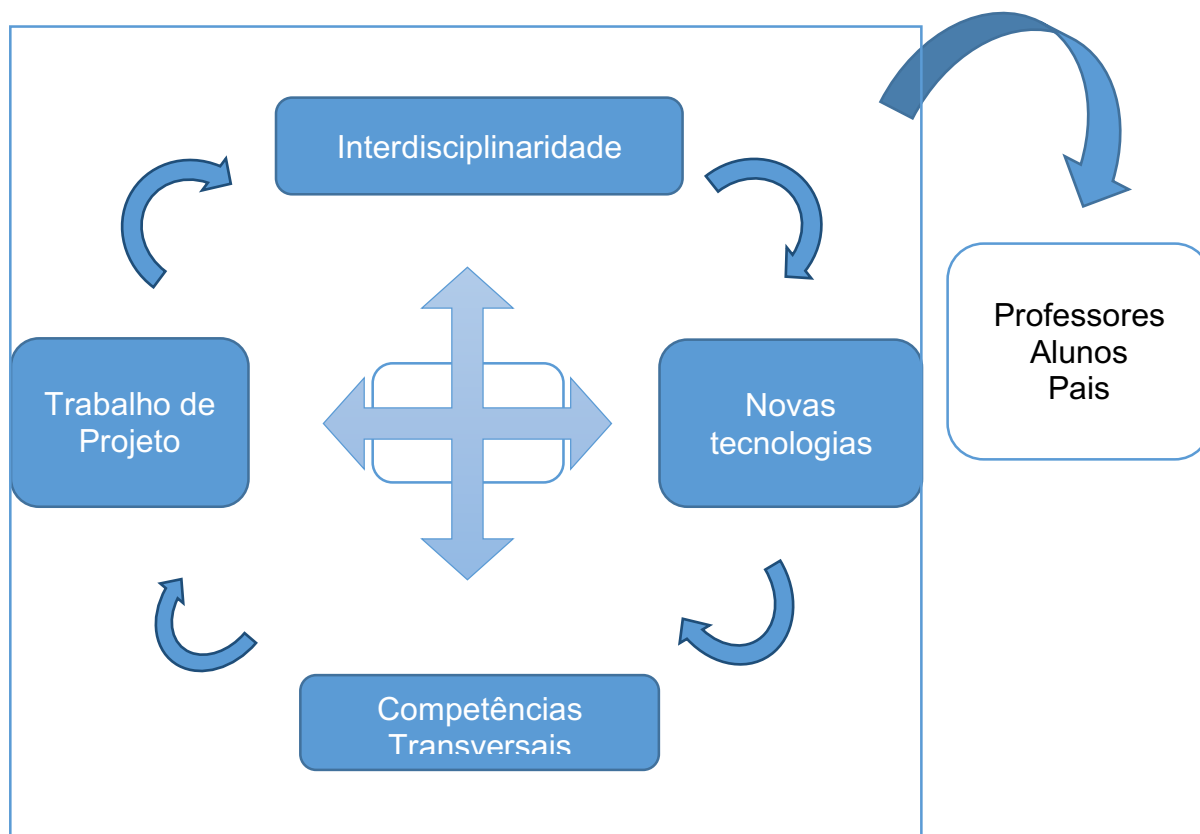 Interdisciplinaridade
Trabalho de
Projeto
Novas
tecnologias
Professores
Alunos
Pais
Competências
Transversais